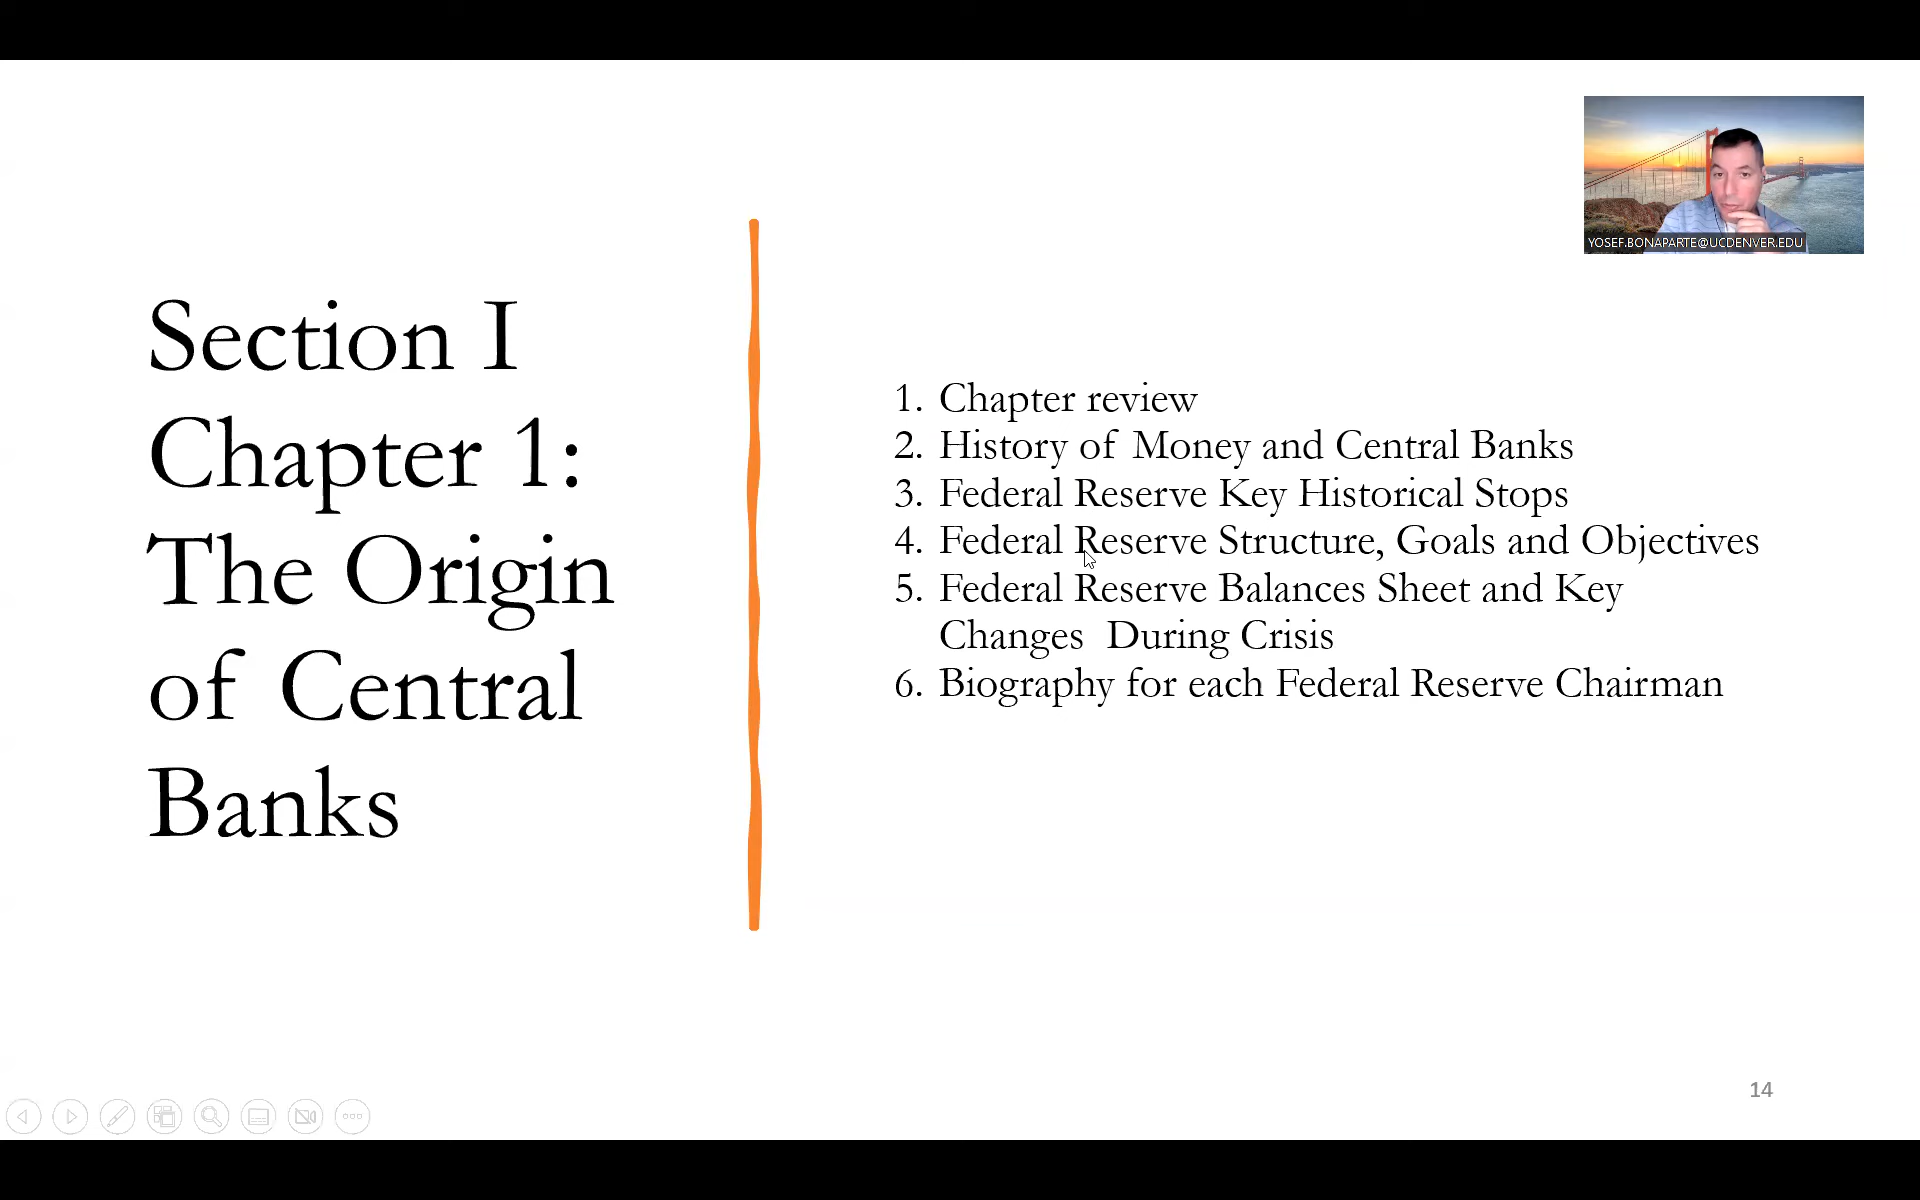 YOSEF.BONAPARTE@UCDENVER.EDU
Section I
Chapter 1:
The Origin
of Central
Banks
1. Chapter review
2. History of Money and Central Banks
3. Federal Reserve Key Historical Stops
4. Federal Reserve Structure, Goals and Objectives
5. Federal Reserve Balances Sheet and Key
Changes During Crisis
6. Biography for each Federal Reserve Chairman
14